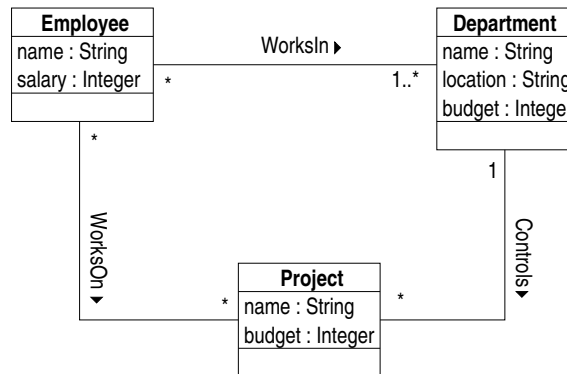 Employee
name : String
salary : Integer
WorksIn
*
1..*
Department
name : String
location : String
budget : Intege
*
1
WorksOn
Controls
*
*
Project
name : String
budget : Integer